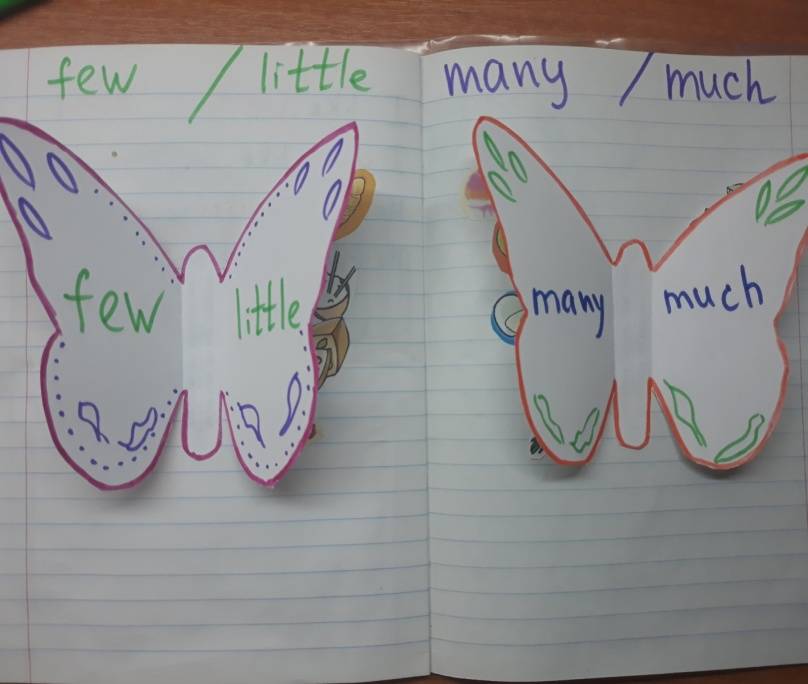 few / little
many / much
few
little
many
much